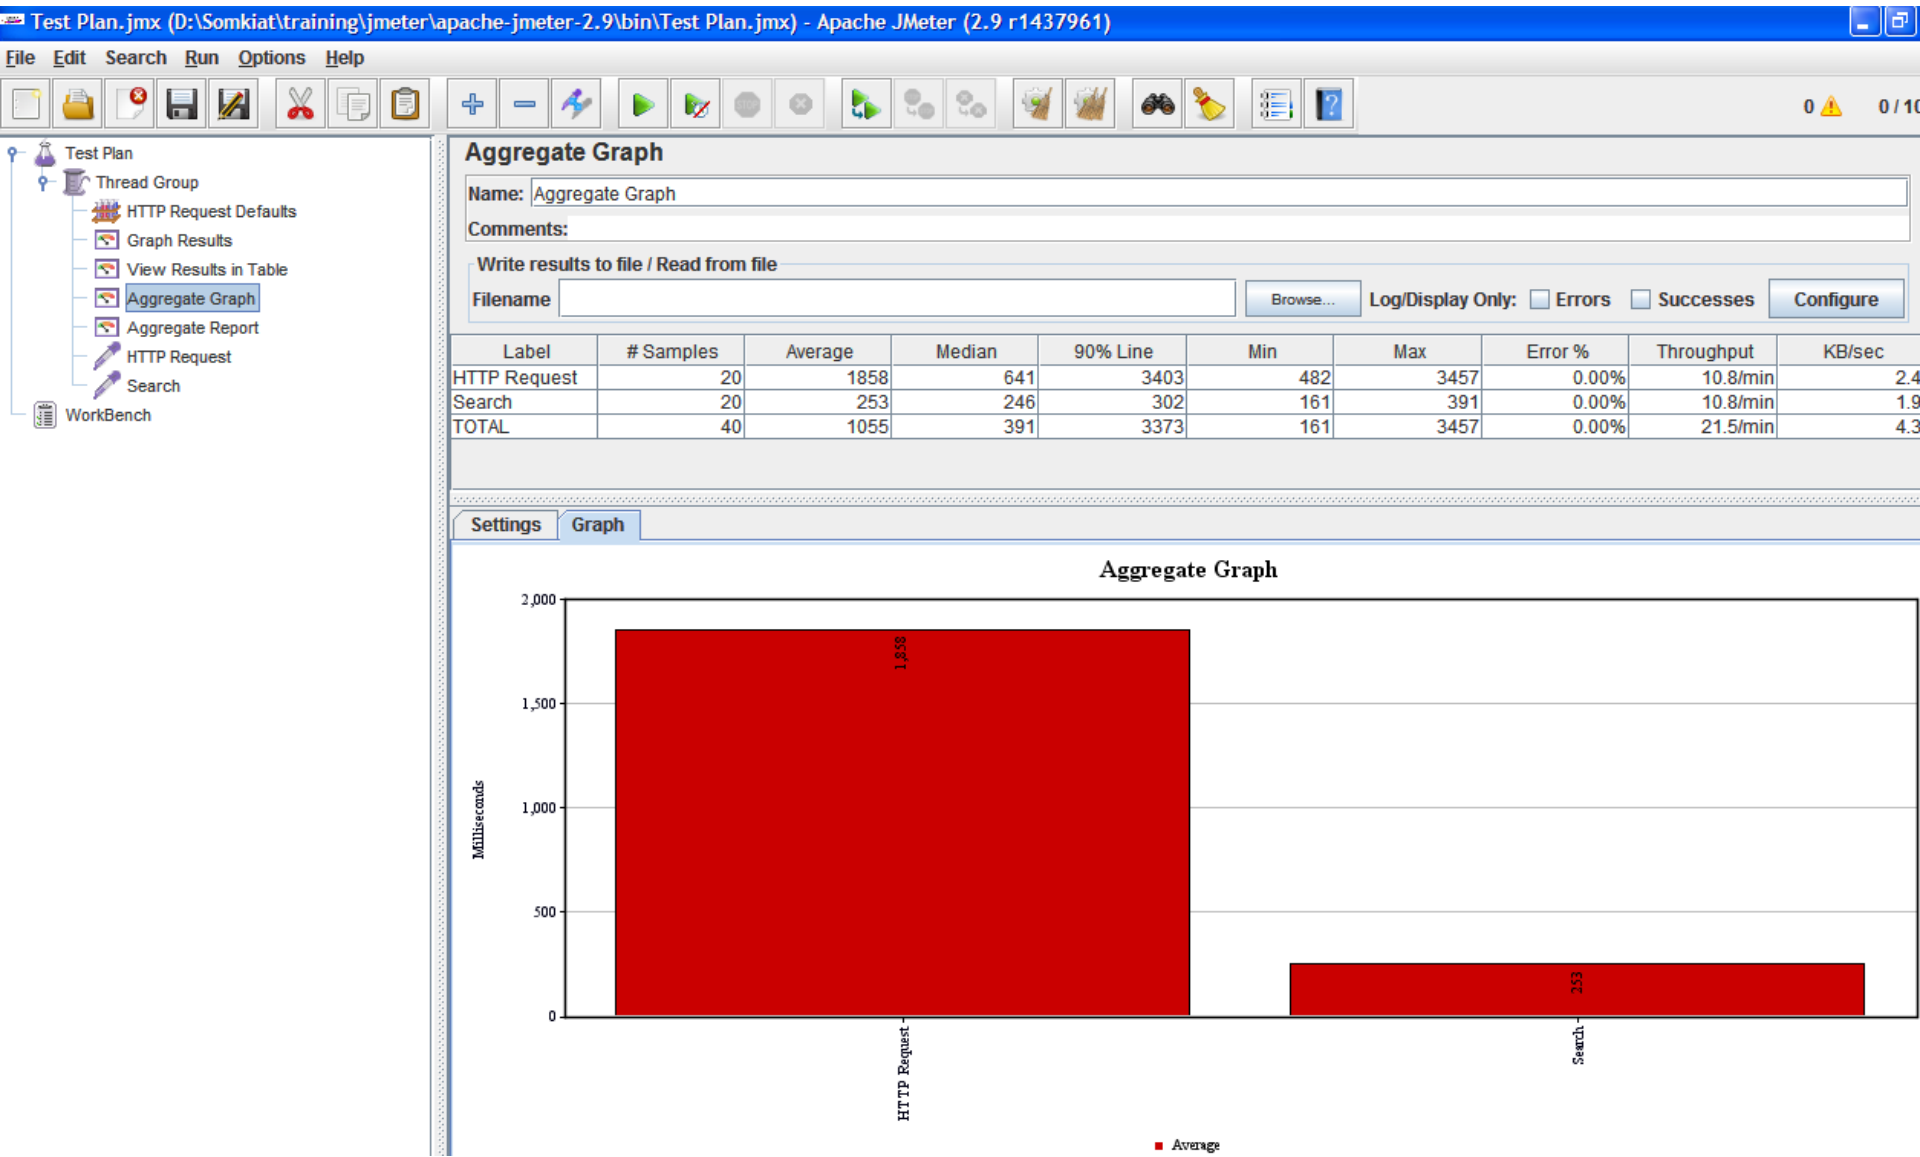 Test Plan.jmx (D:\Somkiat\training\jmeter\apache-jmeter-2.9\bin\Test Plan.jmx) - Apache JMeter (2.9 r1437961)
File Edit Search Run Options Help
STOP
0
0 / 10
Test Plan
Thread Group
HTTP Request Defaults
Graph Results
View Results in Table
Aggregate Graph
Aggregate Report
HTTP Request
Search
WorkBench
Aggregate Graph
Name: Aggregate Graph
Comments:
Write results to file / Read from file
Filename Browse... Log/Display Only: Errors Successes Configure
Label # Samples Average Median 90% Line Min Max Error % Throughput KB/sec
HTTP Request 20 1858 641 3403 482 3457 0.00% 10.8/min 2.4
Search 20 253 246 302 161 391 0.00% 10.8/min 1.9
TOTAL 40 1055 391 3373 161 3457 0.00% 21.5/min 4.3
Settings Graph
Aggregate Graph
2,000
1,500
1,000
500
0
Milliseconds
1,858
253
HTTP Request
Search
Average